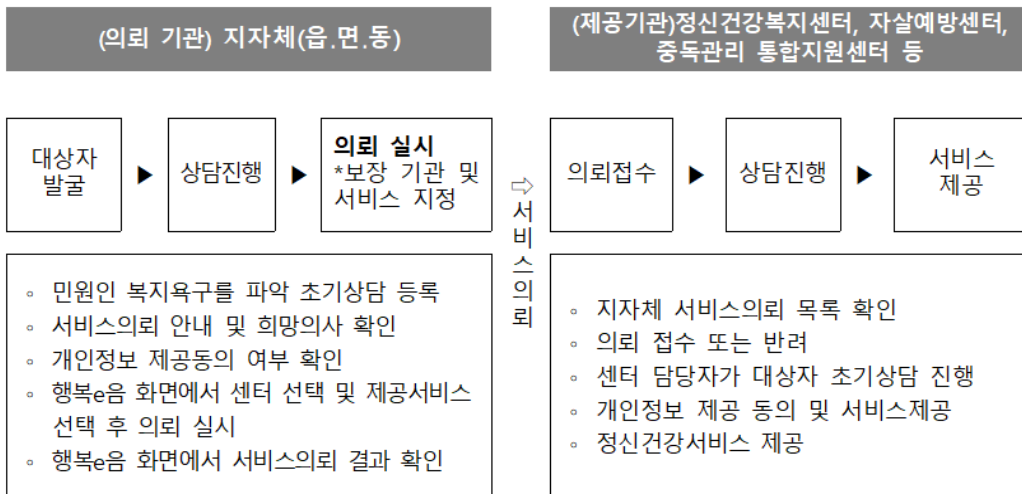 (의뢰 기관) 지자체(읍.면.동)
대상자
발굴
▶
상담진행
▶
의뢰 실시
*보장 기관 및
서비스 지정
◦ 민원인 복지욕구를 파악 초기상담 등록
◦ 서비스의뢰 안내 및 희망의사 확인
◦ 개인정보 제공동의 여부 확인
◦ 행복e음 화면에서 센터 선택 및 제공서비스
선택 후 의뢰 실시
◦ 행복e음 화면에서 서비스의뢰 결과 확인
⇨
서비스의뢰
(제공기관)정신건강복지센터, 자살예방센터,
중독관리 통합지원센터 등
의뢰접수
▶
상담진행
▶
서비스
제공
◦ 지자체 서비스의뢰 목록 확인
◦ 의뢰 접수 또는 반려
◦ 센터 담당자가 대상자 초기상담 진행
◦ 개인정보 제공 동의 및 서비스제공
◦ 정신건강서비스 제공